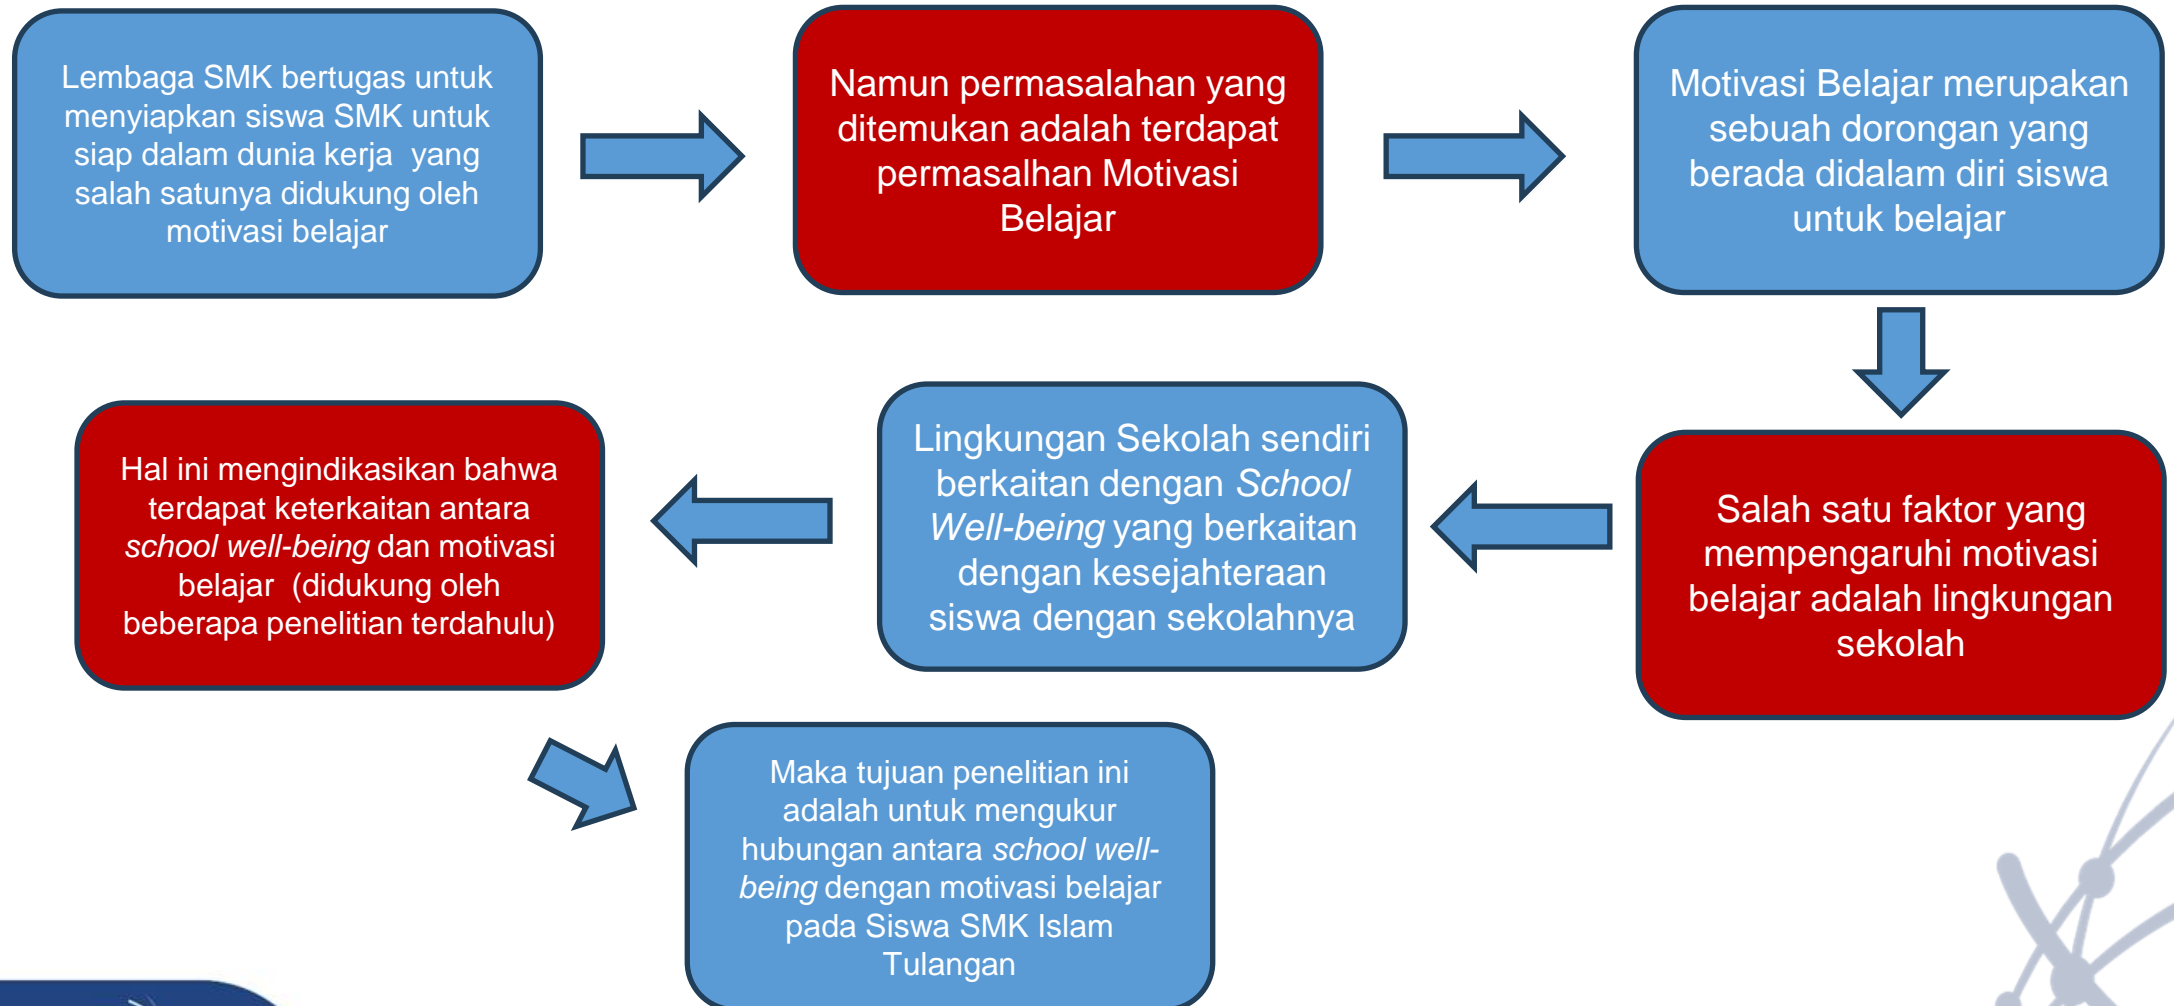 Lembaga SMK bertugas untuk
menyiapkan siswa SMK untuk
siap dalam dunia kerja yang
salah satunya didukung oleh
motivasi belajar
Namun permasalahan yang
ditemukan adalah terdapat
permasalhan Motivasi
Belajar
Motivasi Belajar merupakan
sebuah dorongan yang
berada didalam diri siswa
untuk belajar
Salah satu faktor yang
mempengaruhi motivasi
belajar adalah lingkungan
sekolah
Lingkungan Sekolah sendiri
berkaitan dengan School
Well-being yang berkaitan
dengan kesejahteraan
siswa dengan sekolahnya
Hal ini mengindikasikan bahwa
terdapat keterkaitan antara
school well-being dan motivasi
belajar (didukung oleh
beberapa penelitian terdahulu)
Maka tujuan penelitian ini
adalah untuk mengukur
hubungan antara school well-
being dengan motivasi belajar
pada Siswa SMK Islam
Tulangan